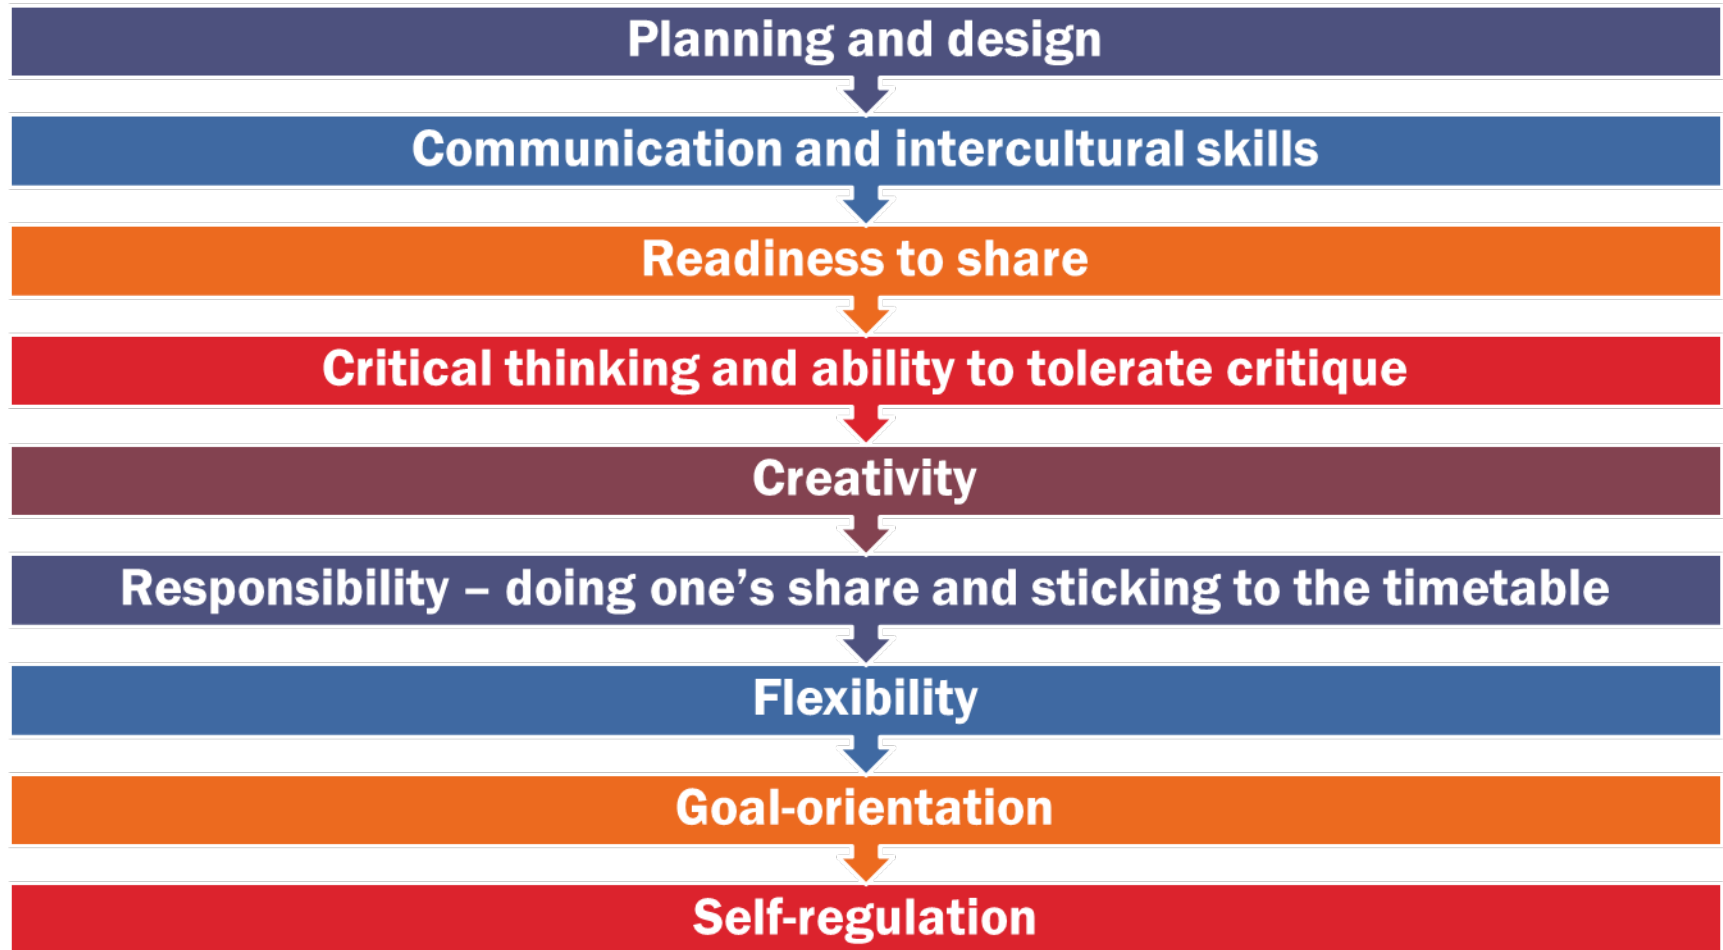 Planning and design
Communication and intercultural skills
Readiness to share
Critical thinking and ability to tolerate critique
Creativity
Responsibility – doing one’s share and sticking to the timetable
Flexibility
Goal-orientation
Self-regulation